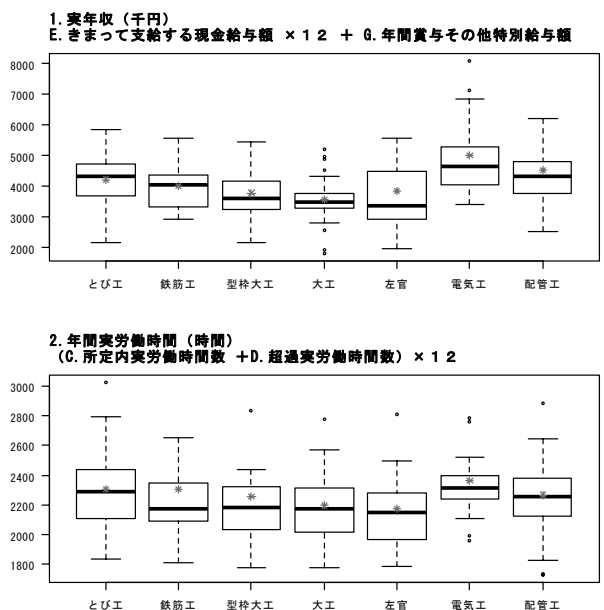 1. 実年収（千円）
E. きまって支給する現金給与額 ×１２ ＋ G. 年間賞与その他特別給与額
8000
7000
6000
5000
4000
3000
2000
とび工 鉄筋工 型枠大工 大工 左官 電気工 配管工
2. 年間実労働時間（時間）
（C. 所定内実労働時間数 ＋D. 超過実労働時間数）×１２
3000
2800
2600
2400
2200
2000
1800
とび工 鉄筋工 型枠大工 大工 左官 電気工 配管工